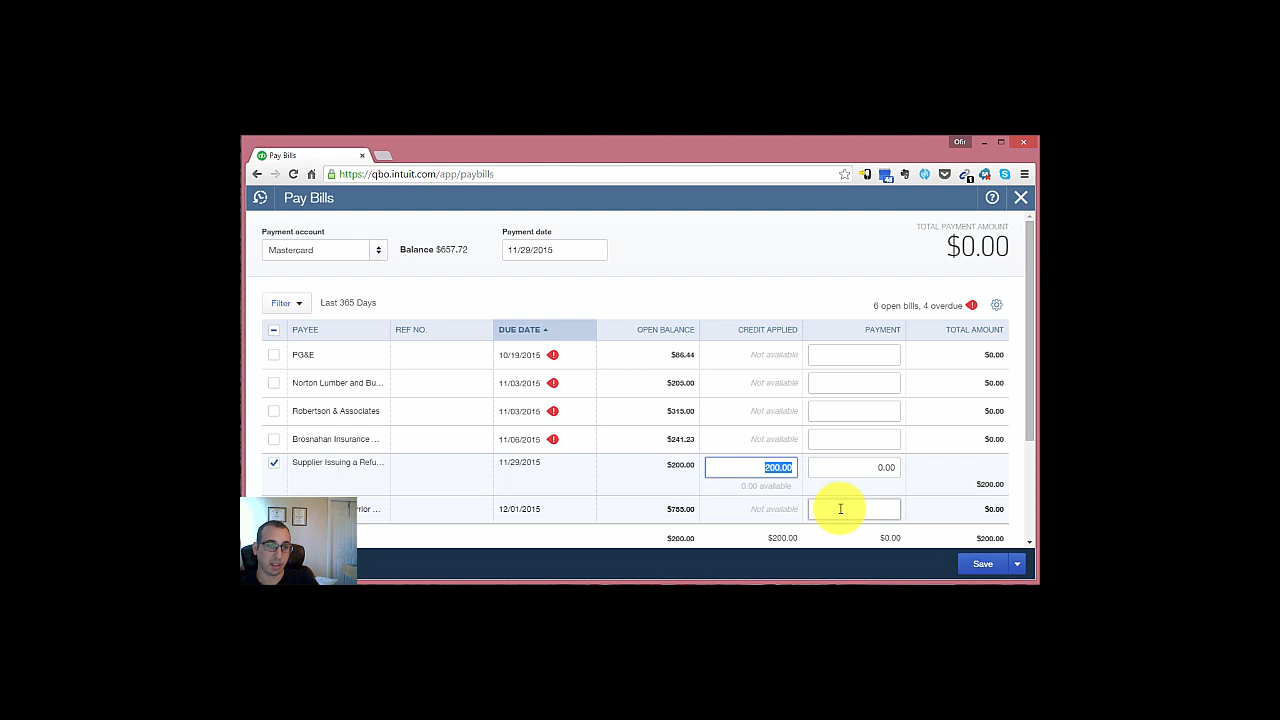 Ofir
Pay Bills
https://qbo.intuit.com/app/paybills
Pay Bills
Payment account
Payment date
TOTAL PAYMENT AMOUNT
Mastercard
Balance $657.72
11/29/2015
$0.00
Filter
Last 365 Days
6 open bills, 4 overdue
PAYEE REF NO. DUE DATE OPEN BALANCE CREDIT APPLIED PAYMENT TOTAL AMOUNT
PG&E 10/19/2015 $86.44 Not available $0.00
Norton Lumber and Bu... 11/03/2015 $205.00 Not available $0.00
Robertson & Associates 11/03/2015 $315.00 Not available $0.00
Brosnahan Insurance ... 11/06/2015 $241.23 Not available $0.00
Supplier Issuing a Refu... 11/29/2015 $200.00 200.00 0.00
0.00 available $200.00
rior ... 12/01/2015 $755.00 Not available $0.00
$200.00 $200.00 $0.00 $200.00
Save